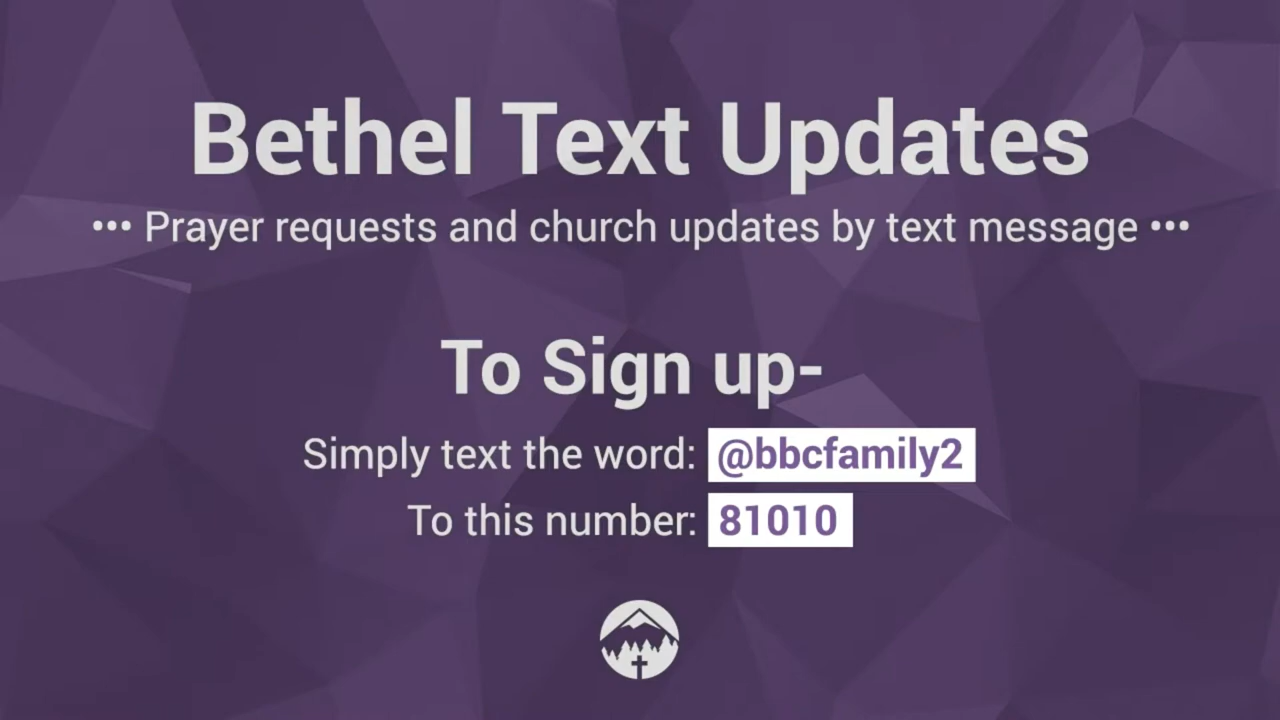 Bethel Text Updates
••• Prayer requests and church updates by text message •••
To Sign up-
Simply text the word: @bbcfamily2
To this number: 81010